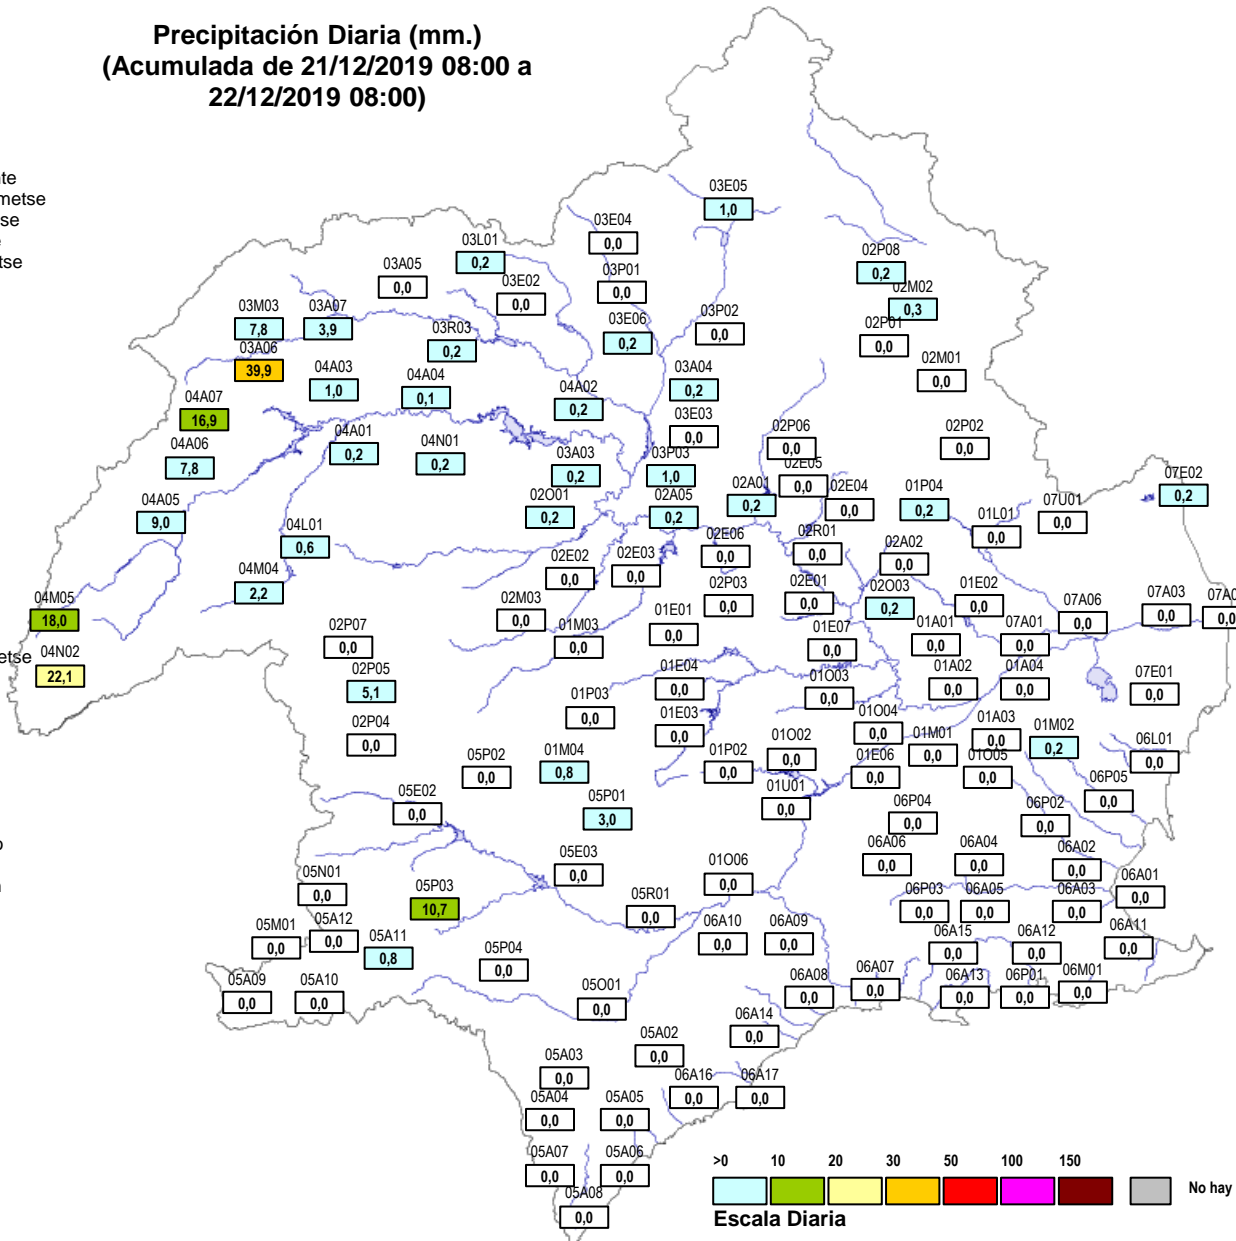 Precipitación Diaria (mm.)
(Acumulada de 21/12/2019 08:00 a
22/12/2019 08:00)
03E05
1,0
03E04
0,0
03L01
0,2
02P08
0,2
03A05
0,0
03E02
0,0
03P01
0,0
02M02
0,3
03M03
7,8
03A07
3,9
03R03
0,2
03E06
0,2
03P02
0,0
02P01
0,0
03A06
39,9
04A03
1,0
04A04
0,1
04A02
0,2
03A04
0,2
02M01
0,0
04A07
16,9
03E03
0,0
04A06
7,8
04A01
0,2
04N01
0,2
03A03
0,2
03P03
1,0
02P06
0,0
02P02
0,0
02E05
0,0
07E02
0,2
04A05
9,0
02O01
0,2
02A05
0,2
02A01
0,2
02E04
0,0
01P04
0,2
07U01
0,0
01L01
0,0
04L01
0,6
02E06
0,0
02R01
0,0
02A02
0,0
04M04
2,2
02E02
0,0
02E03
0,0
04M05
18,0
02M03
0,0
02P03
0,0
02E01
0,0
02O03
0,2
01E02
0,0
07A06
0,0
07A03
0,0
07A0
0,0
02P07
0,0
01M03
0,0
01E01
0,0
01E07
0,0
01A01
0,0
07A01
0,0
etse
04N02
22,1
02P05
5,1
01E04
0,0
01O03
0,0
01A02
0,0
01A04
0,0
07E01
0,0
01P03
0,0
02P04
0,0
01E03
0,0
01O04
0,0
01M01
0,0
01A03
0,0
01M02
0,2
06L01
0,0
05P02
0,0
01M04
0,8
01P02
0,0
01O02
0,0
01E06
0,0
01O05
0,0
05E02
0,0
05P01
3,0
01U01
0,0
06P04
0,0
06P02
0,0
06P05
0,0
05E03
0,0
01O06
0,0
06A06
0,0
06A04
0,0
06A02
0,0
05N01
0,0
05P03
10,7
05R01
0,0
06P03
0,0
06A05
0,0
06A03
0,0
06A01
0,0
05M01
0,0
05A12
0,0
05A11
0,8
06A10
0,0
06A09
0,0
06A15
0,0
06A12
0,0
06A11
0,0
05P04
0,0
05A09
0,0
05A10
0,0
05O01
0,0
06A08
0,0
06A07
0,0
06A13
0,0
06P01
0,0
06M01
0,0
05A02
0,0
06A14
0,0
05A03
0,0
06A16
0,0
06A17
0,0
05A04
0,0
05A05
0,0
05A07
0,0
05A06
0,0
05A08
0,0
>0 10 20 30 50 100 150
No hay
Escala Diaria